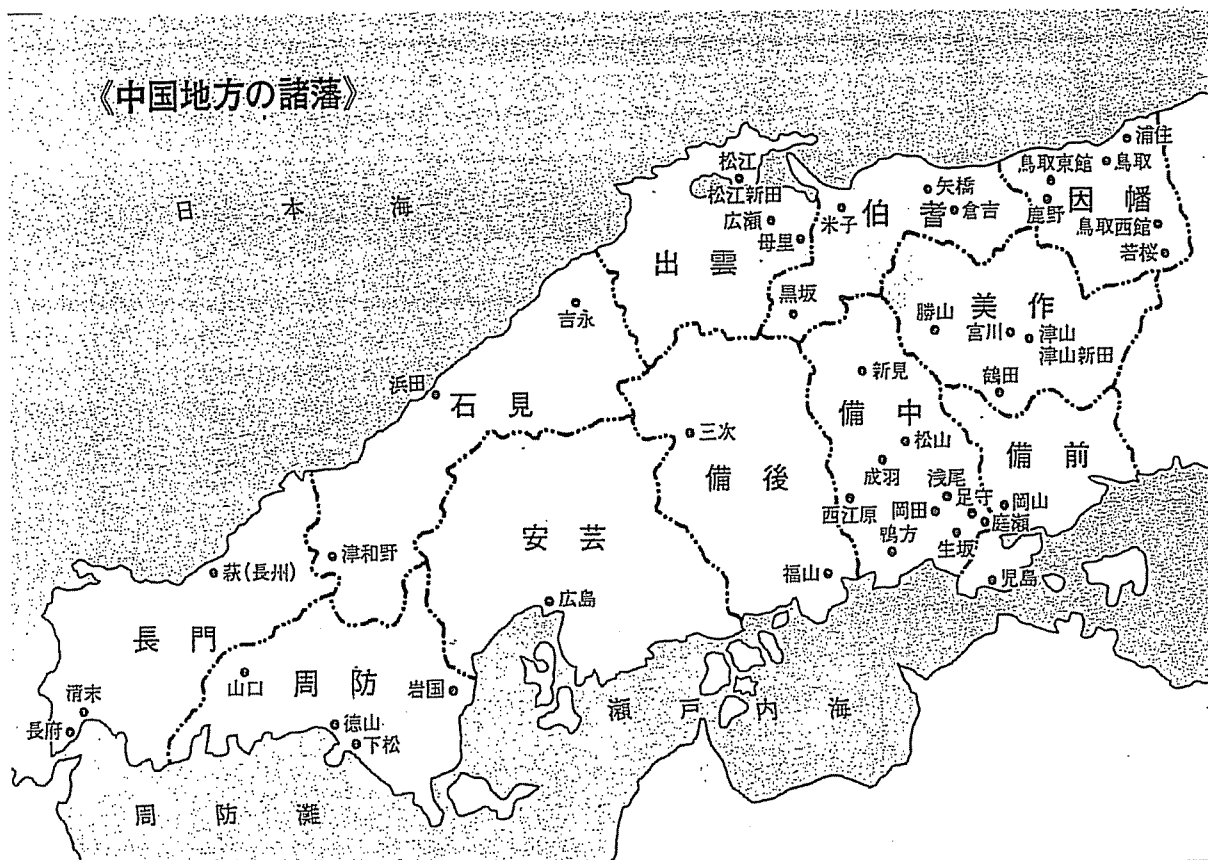 《中国地方の諸藩》
日本海
浦住
鳥取東館
鳥取
松江
矢橋
松江新田
米子
伯耆
倉吉
鹿野
因幡
広瀬
鳥取西館
母里
若桜
出雲
黒坂
美作
吉永
勝山
宮川
津山
津山新田
浜田
石見
新見
鶴田
備中
三次
松山
備前
備後
成羽
浅尾
足守
西江原
岡田
岡山
庭瀬
鴨方
生坂
安芸
津和野
萩(長州)
福山
児島
広島
長門
山口
周防
岩国
清末
瀬戸内海
長府
徳山
下松
周防灘